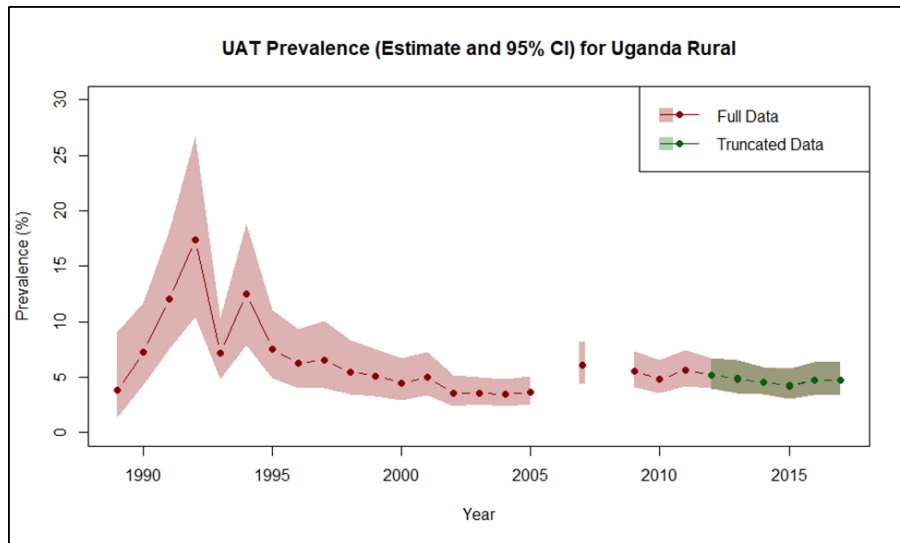 UAT Prevalence (Estimate and 95% CI) for Uganda Rural
Full Data
Truncated Data
30
25
20
15
10
5
0
Prevalence (%)
1990 1995 2000 2005 2010 2015
Year